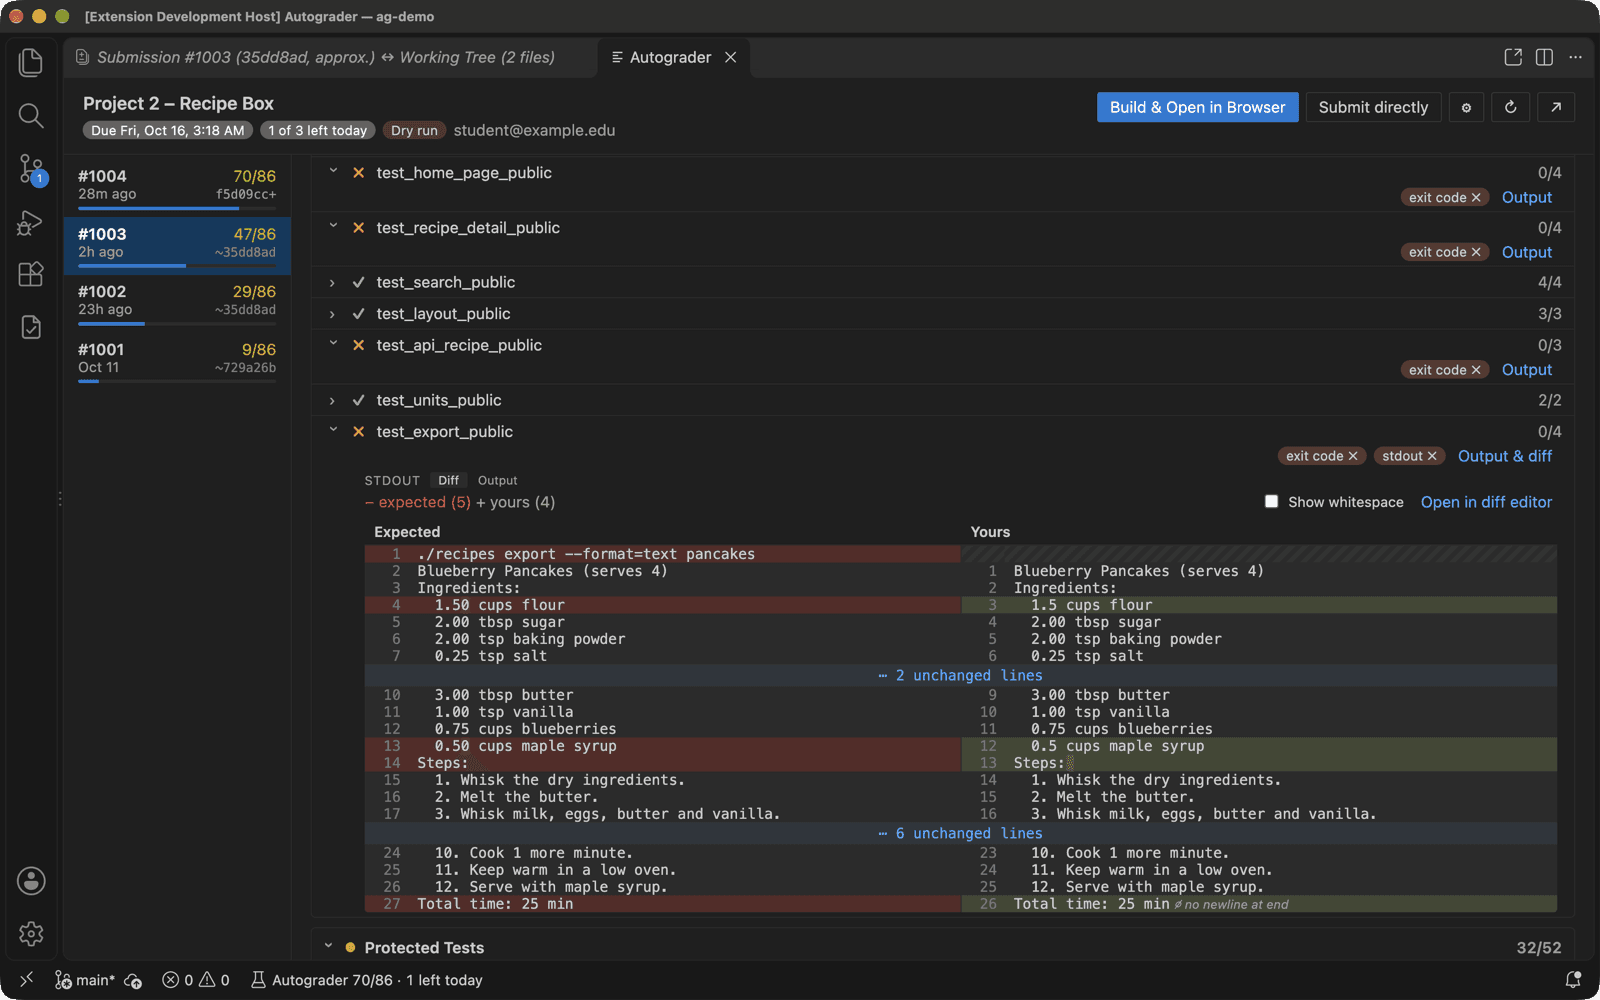 [Extension Development Host] Autograder — ag-demo
Submission #1003 (35dd8ad, approx.) ↔ Working Tree (2 files)
Autograder
Project 2 – Recipe Box
Due Fri, Oct 16, 3:18 AM
1 of 3 left today
Dry run
student@example.edu
Build & Open in Browser
Submit directly
1
#1004 70/86
28m ago f5d09cc+
#1003 47/86
2h ago ~35dd8ad
#1002 29/86
23h ago ~35dd8ad
#1001 9/86
Oct 11 ~729a26b
test_home_page_public 0/4
exit code ✕ Output
test_recipe_detail_public 0/4
exit code ✕ Output
test_search_public 4/4
test_layout_public 3/3
test_api_recipe_public 0/3
exit code ✕ Output
test_units_public 2/2
test_export_public 0/4
exit code ✕ stdout ✕ Output & diff
STDOUT Diff Output
− expected (5) + yours (4)
Show whitespace Open in diff editor
Expected
1 ./recipes export --format=text pancakes
2 Blueberry Pancakes (serves 4)
3 Ingredients:
4 1.50 cups flour
5 2.00 tbsp sugar
6 2.00 tsp baking powder
7 0.25 tsp salt
Yours
1 Blueberry Pancakes (serves 4)
2 Ingredients:
3 1.5 cups flour
4 2.00 tbsp sugar
5 2.00 tsp baking powder
6 0.25 tsp salt
⋯ 2 unchanged lines
10 3.00 tbsp butter
11 1.00 tsp vanilla
12 0.75 cups blueberries
13 0.50 cups maple syrup
14 Steps:
15 1. Whisk the dry ingredients.
16 2. Melt the butter.
17 3. Whisk milk, eggs, butter and vanilla.
9 3.00 tbsp butter
10 1.00 tsp vanilla
11 0.75 cups blueberries
12 0.5 cups maple syrup
13 Steps:
14 1. Whisk the dry ingredients.
15 2. Melt the butter.
16 3. Whisk milk, eggs, butter and vanilla.
⋯ 6 unchanged lines
24 10. Cook 1 more minute.
25 11. Keep warm in a low oven.
26 12. Serve with maple syrup.
27 Total time: 25 min
23 10. Cook 1 more minute.
24 11. Keep warm in a low oven.
25 12. Serve with maple syrup.
26 Total time: 25 min no newline at end
Protected Tests 32/52
main* 0 0 Autograder 70/86 · 1 left today